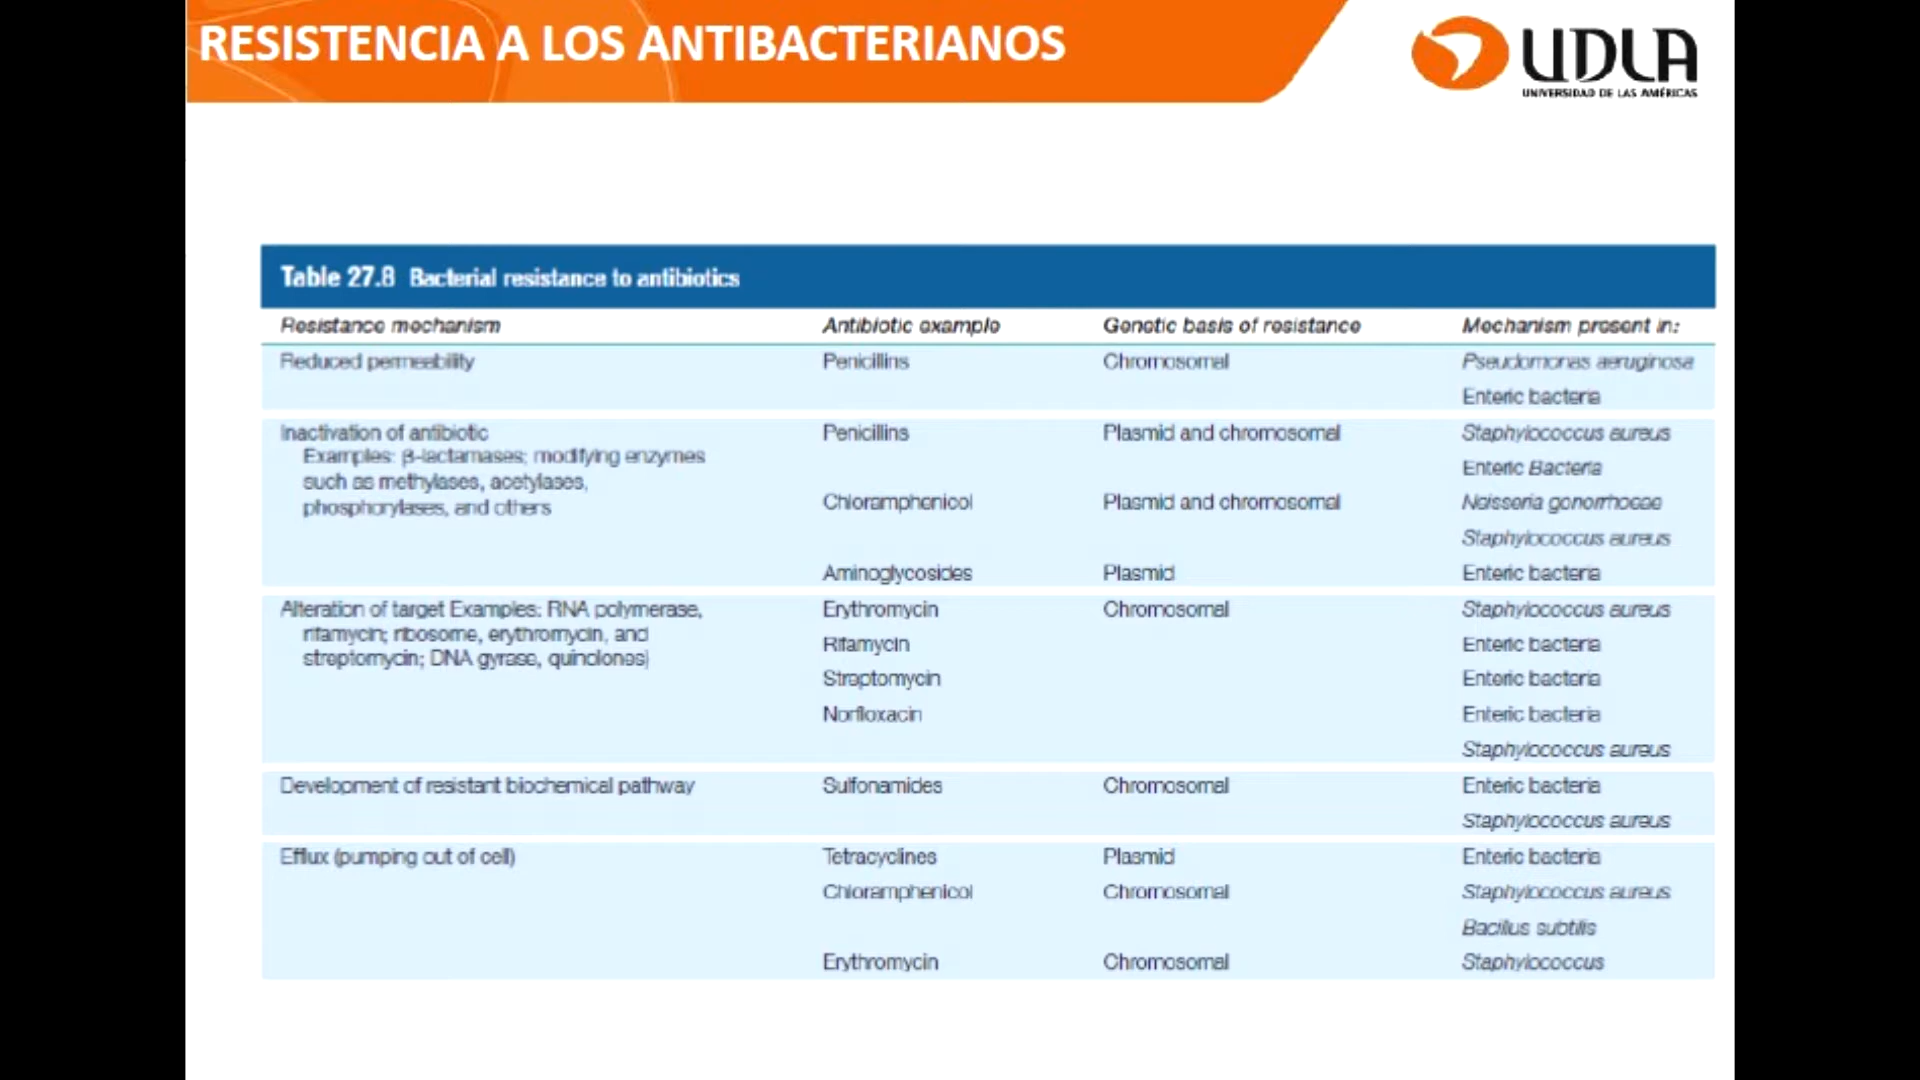 RESISTENCIA A LOS ANTIBACTERIANOS
UDLA
UNIVERSIDAD DE LAS AMÉRICAS
Table 27.8 Bacterial resistance to antibiotics
Resistance mechanism Antibiotic example Genetic basis of resistance Mechanism present in:
Reduced permeability Penicillins Chromosomal Pseudomonas aeruginosa
Enteric bacteria
Inactivation of antibiotic Penicillins Plasmid and chromosomal Staphylococcus aureus
Examples: β-lactamases; modifying enzymes Enteric Bacteria
such as methylases, acetylases,
phosphorylases, and others Chloramphenicol Plasmid and chromosomal Neisseria gonorrhoeae
Staphylococcus aureus
Aminoglycosides Plasmid Enteric bacteria
Alteration of target Examples: RNA polymerase, Erythromycin Chromosomal Staphylococcus aureus
rifamycin; ribosome, erythromycin, and Rifamycin Enteric bacteria
streptomycin; DNA gyrase, quinolones) Streptomycin Enteric bacteria
Norfloxacin Enteric bacteria
Staphylococcus aureus
Development of resistant biochemical pathway Sulfonamides Chromosomal Enteric bacteria
Staphylococcus aureus
Efflux (pumping out of cell) Tetracyclines Plasmid Enteric bacteria
Chloramphenicol Chromosomal Staphylococcus aureus
Bacillus subtilis
Erythromycin Chromosomal Staphylococcus